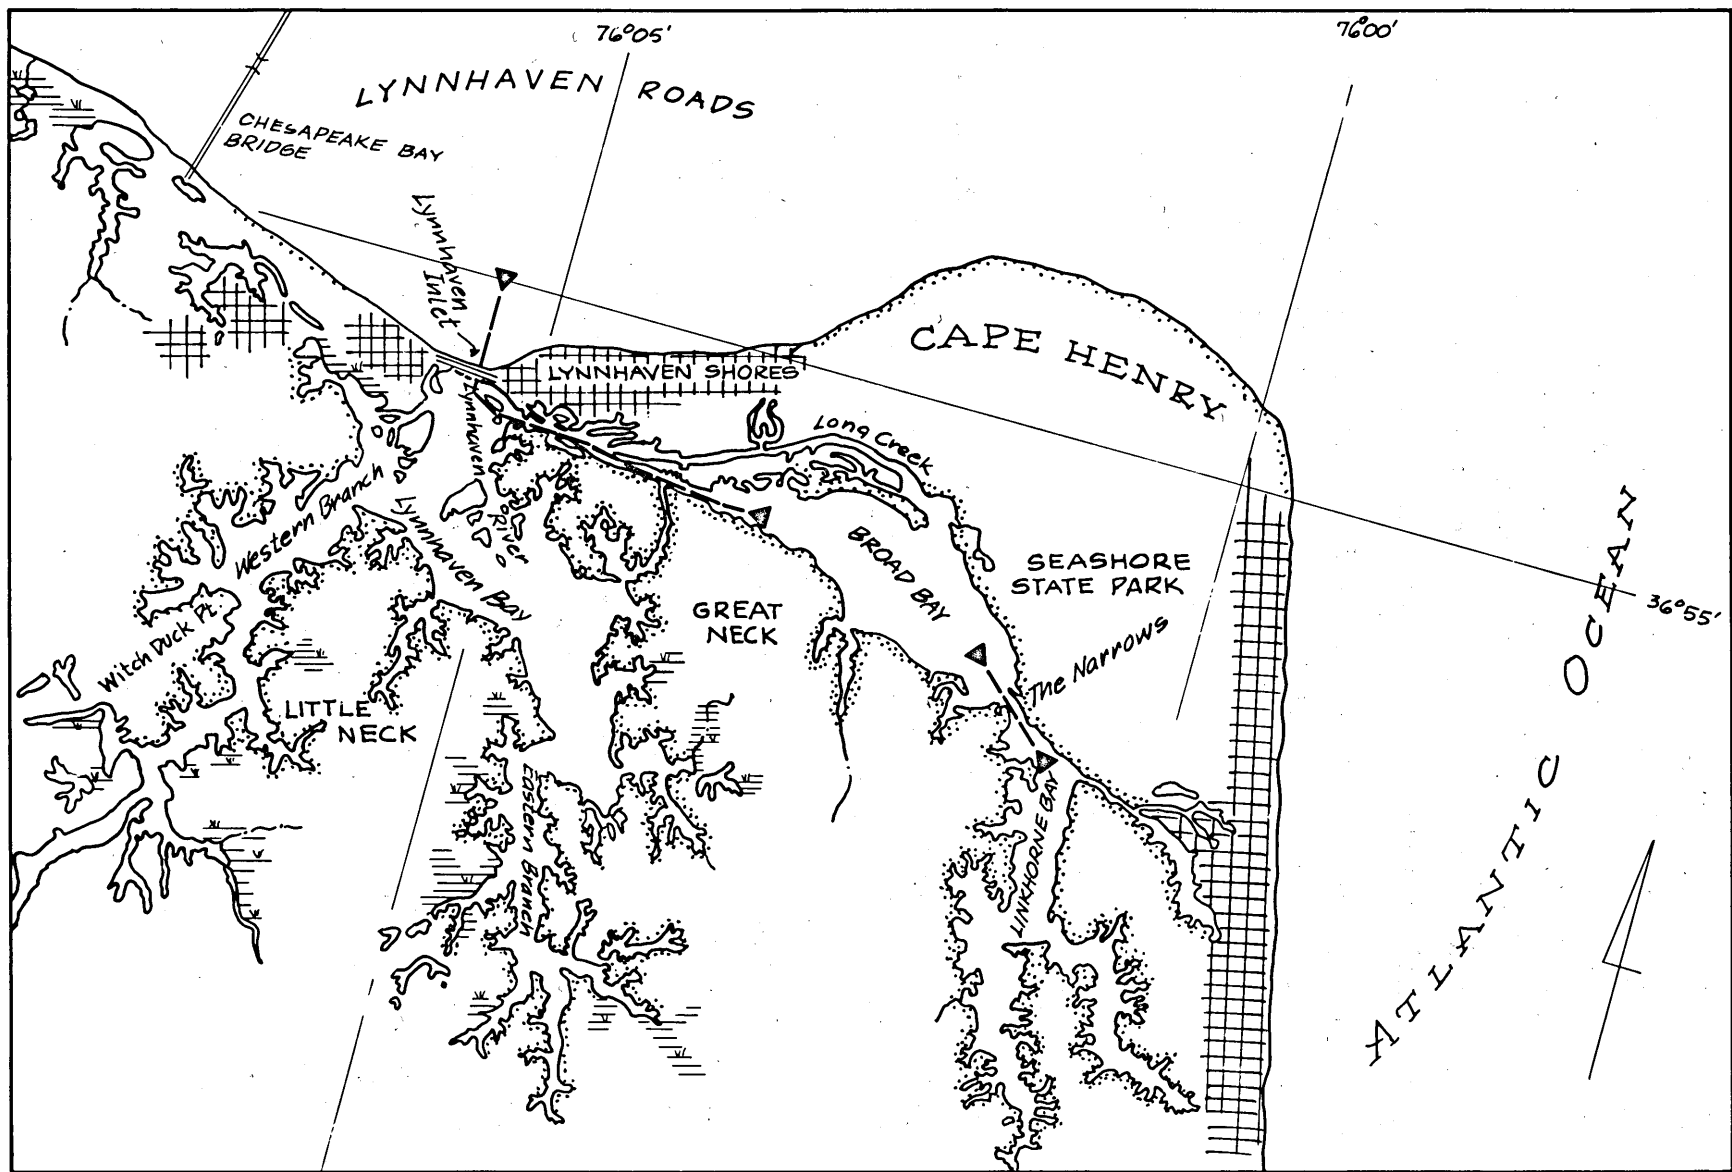 76°05'
76°00'
LYNNHAVEN ROADS
CHESAPEAKE BAY
BRIDGE
Lynnhaven
Inlet
CAPE HENRY
LYNNHAVEN SHORES
Long Creek
Lynnhaven
River
Western Branch
Lynnhaven Bay
BROAD BAY
SEASHORE
STATE PARK
36°55'
ATLANTIC OCEAN
Witch Duck Pt.
GREAT
NECK
The Narrows
LITTLE
NECK
Eastern Branch
LINKHORNE BAY